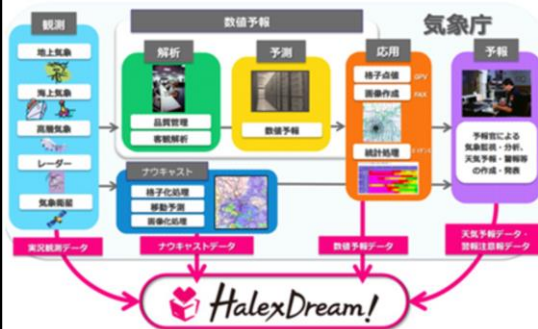 気象庁
観測
地上気象
海上気象
高層気象
レーダー
気象衛星
数値予報
解析
品質管理
客観解析
予測
数値予報
応用
格子点値
GPV
画像作成
FAX
統計処理
予報
予報官による
気象監視・分析、
天気予報・警報等
の作成・発表
ナウキャスト
格子化処理
移動予測
画像化処理
実況観測データ
ナウキャストデータ
数値予報データ
天気予報データ・
警報注意報データ
HalexDream!